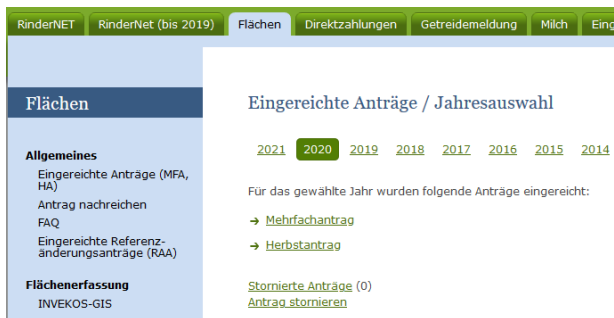 RinderNET RinderNet (bis 2019) Flächen Direktzahlungen Getreidemeldung Milch
Flächen
Allgemeines
Eingereichte Anträge (MFA,
HA)
Antrag nachreichen
FAQ
Eingereichte Referenz-
änderungsanträge (RAA)
Flächenerfassung
INVEKOS-GIS
Eingereichte Anträge / Jahresauswahl
2021 2020 2019 2018 2017 2016 2015 2014
Für das gewählte Jahr wurden folgende Anträge eingereicht:
→ Mehrfachantrag
→ Herbstantrag
Stornierte Anträge (0)
Antrag stornieren